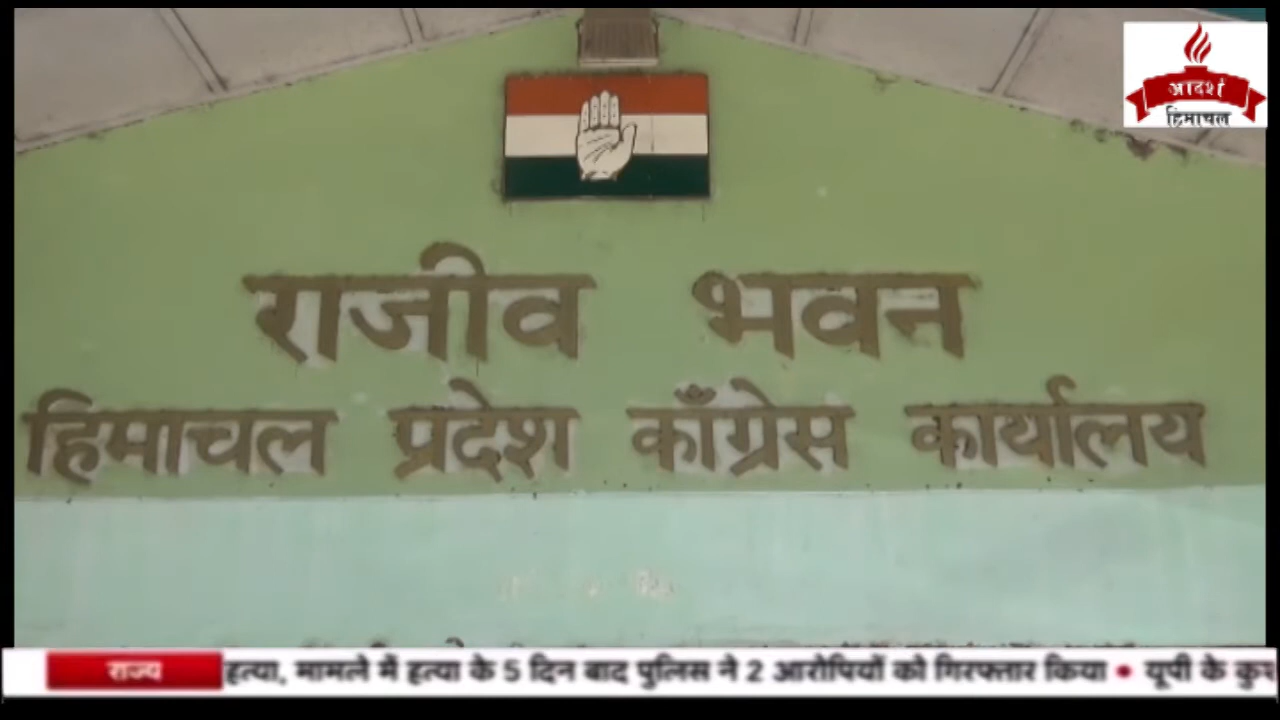 आदर्श
हिमाचल
राजीव भवन
हिमाचल प्रदेश काँग्रेस कार्यालय
राज्य
हत्या, मामले में हत्या के 5 दिन बाद पुलिस ने 2 आरोपियों को गिरफ्तार किया • यूपी के